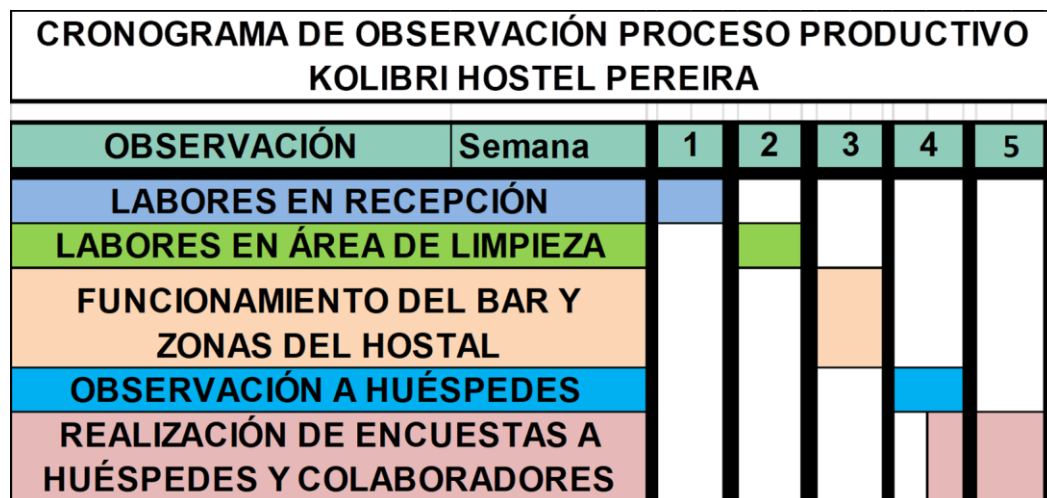 CRONOGRAMA DE OBSERVACIÓN PROCESO PRODUCTIVO
KOLIBRI HOSTEL PEREIRA
OBSERVACIÓN Semana 1 2 3 4 5
LABORES EN RECEPCIÓN
LABORES EN ÁREA DE LIMPIEZA
FUNCIONAMIENTO DEL BAR Y
ZONAS DEL HOSTAL
OBSERVACIÓN A HUÉSPEDES
REALIZACIÓN DE ENCUESTAS A
HUÉSPEDES Y COLABORADORES